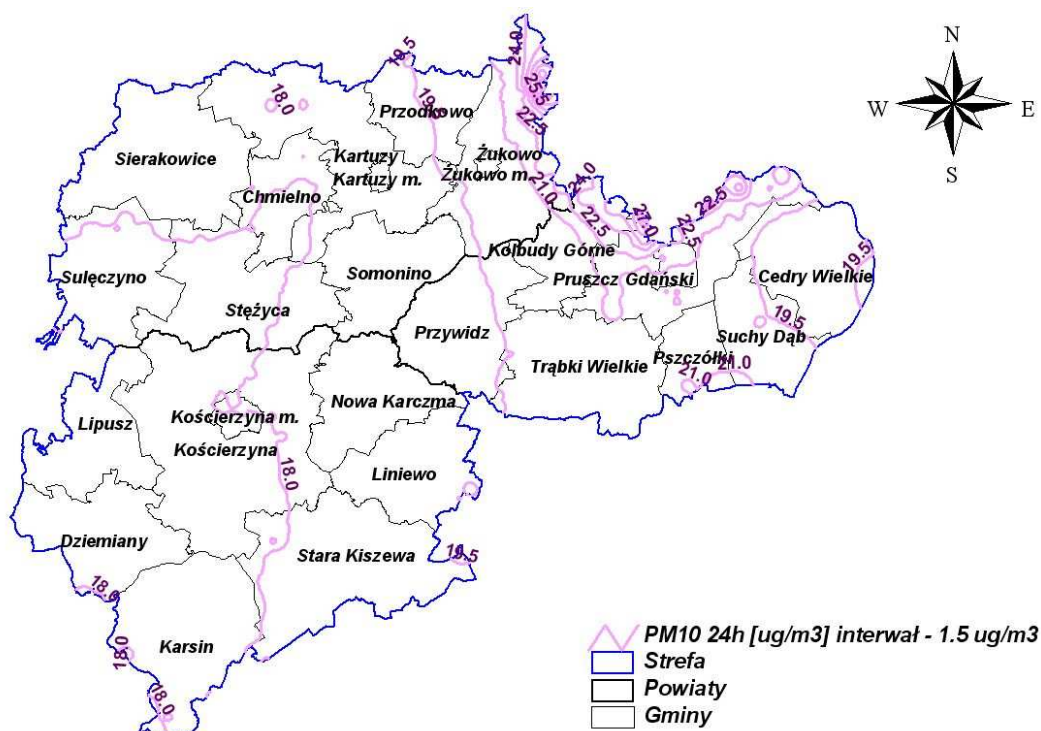 N
W E
S
19.5
24.0
25.5
18.0
Przodkowo
22.5
Sierakowice
Kartuzy
Żukowo
Kartuzy m.
Żukowo m.
Chmielno
21.0
24.0
22.5
27.0
22.5
22.5
Kolbudy Górne
Somonino
Pruszcz Gdański
Cedry Wielkie
19.5
Sulęczyno
Stężyca
Przywidz
19.5
Suchy Dąb
Trąbki Wielkie
Pszczółki
21.0
21.0
Nowa Karczma
Lipusz
Kościerzyna m.
Kościerzyna
Liniewo
18.0
Dziemiany
Stara Kiszewa
18.0
Karsin
18.0
18.0
PM10 24h [ug/m3] interwał - 1.5 ug/m3
Strefa
Powiaty
Gminy